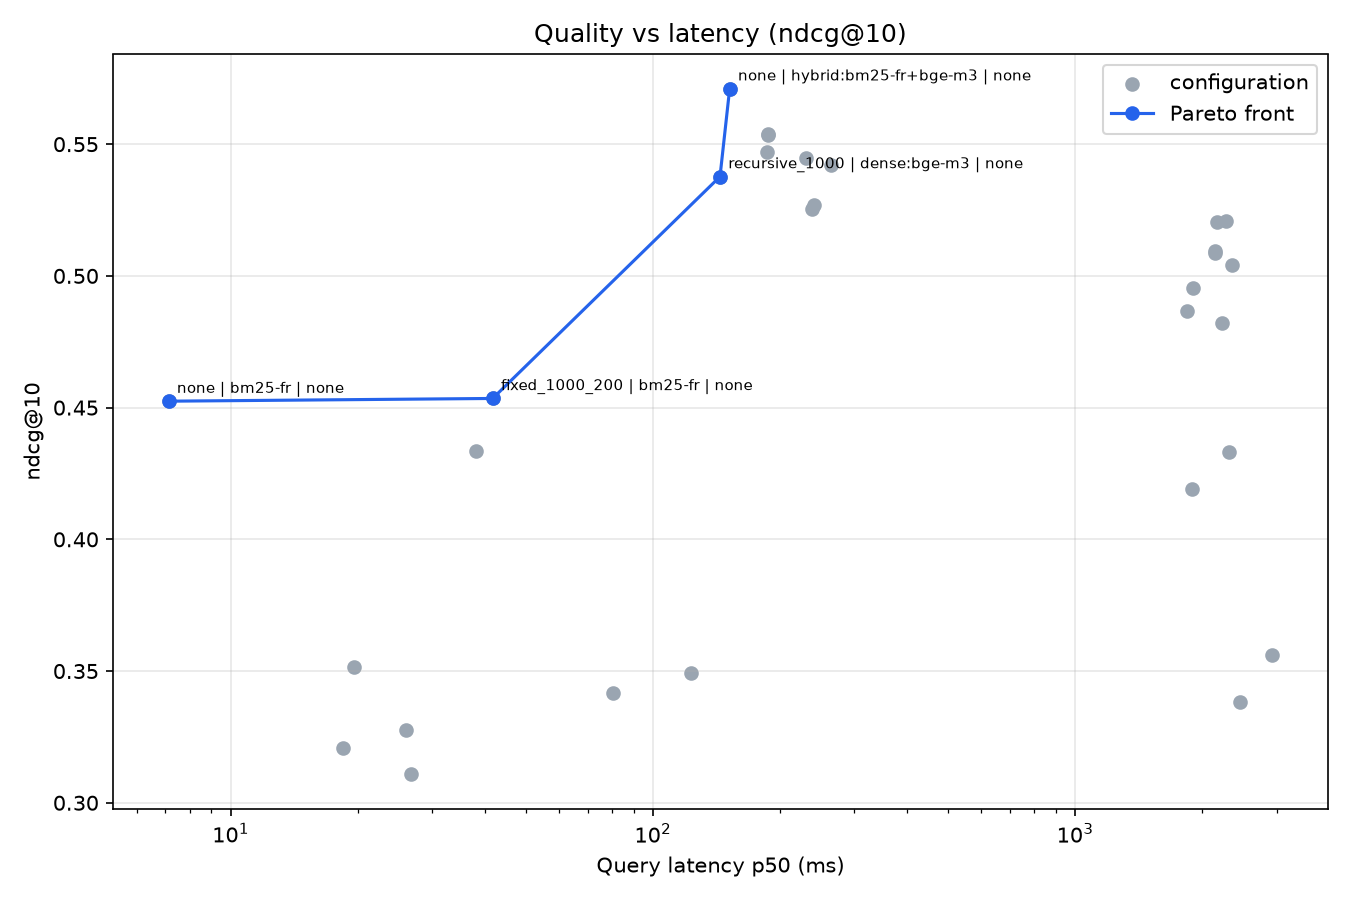 Quality vs latency (ndcg@10)
none | hybrid:bm25-fr+bge-m3 | none
configuration
Pareto front
0.55
recursive_1000 | dense:bge-m3 | none
0.50
none | bm25-fr | none
fixed_1000_200 | bm25-fr | none
0.45
ndcg@10
0.40
0.35
0.30
10¹ 10² 10³
Query latency p50 (ms)